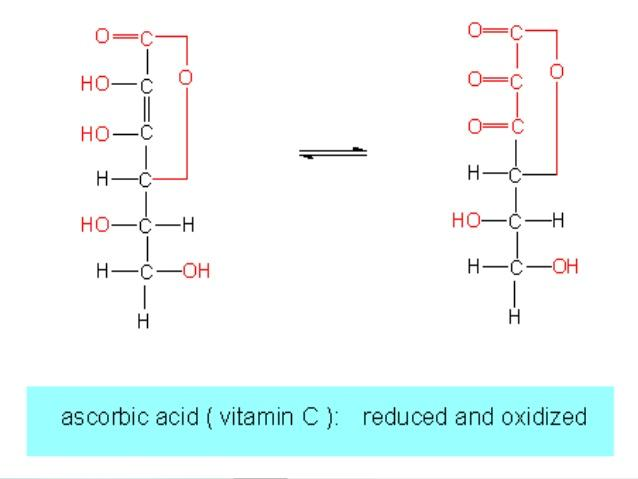 O C O C
HO C O O C O
HO C O C
H C H C
HO C H HO C H
H C OH H C OH
H H
ascorbic acid ( vitamin C ): reduced and oxidized